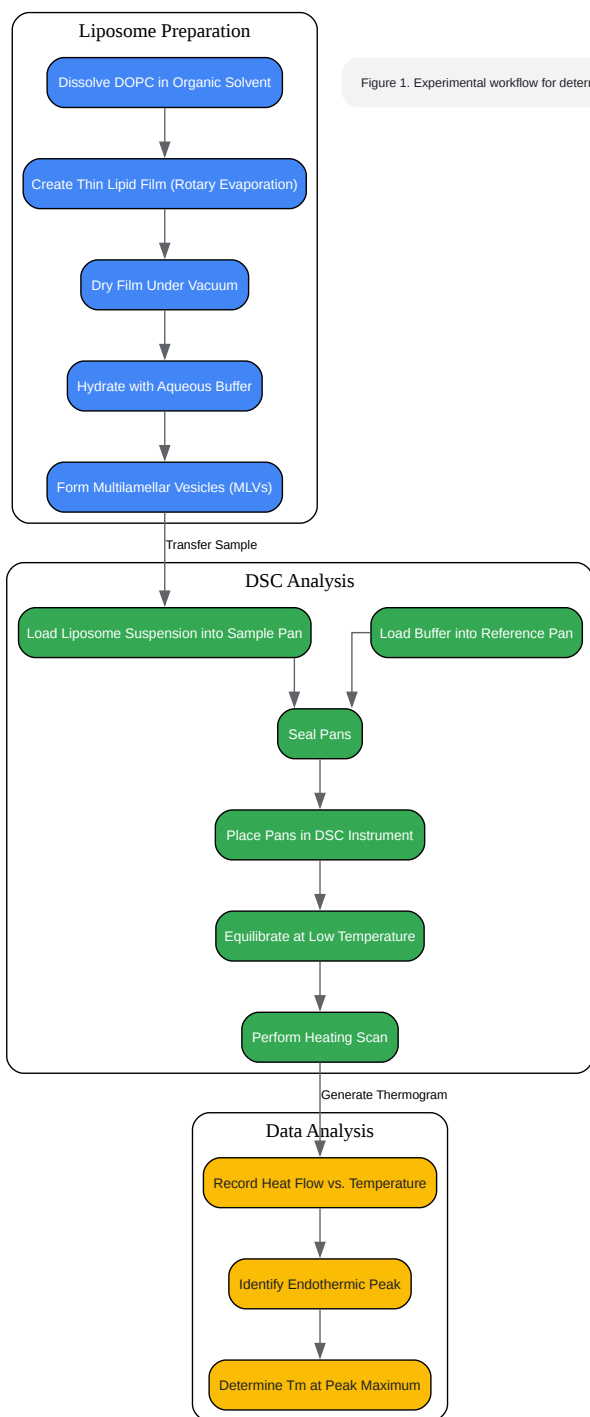 Liposome Preparation
Dissolve DOPC in Organic Solvent
Figure 1. Experimental workflow for
Create Thin Lipid Film (Rotary Evaporation)
Dry Film Under Vacuum
Hydrate with Aqueous Buffer
Form Multilamellar Vesicles (MLVs)
Transfer Sample
DSC Analysis
Load Liposome Suspension into Sample Pan
Load Buffer into Reference Pan
Seal Pans
Place Pans in DSC Instrument
Equilibrate at Low Temperature
Perform Heating Scan
Generate Thermogram
Data Analysis
Record Heat Flow vs. Temperature
Identify Endothermic Peak
Determine Tm at Peak Maximum